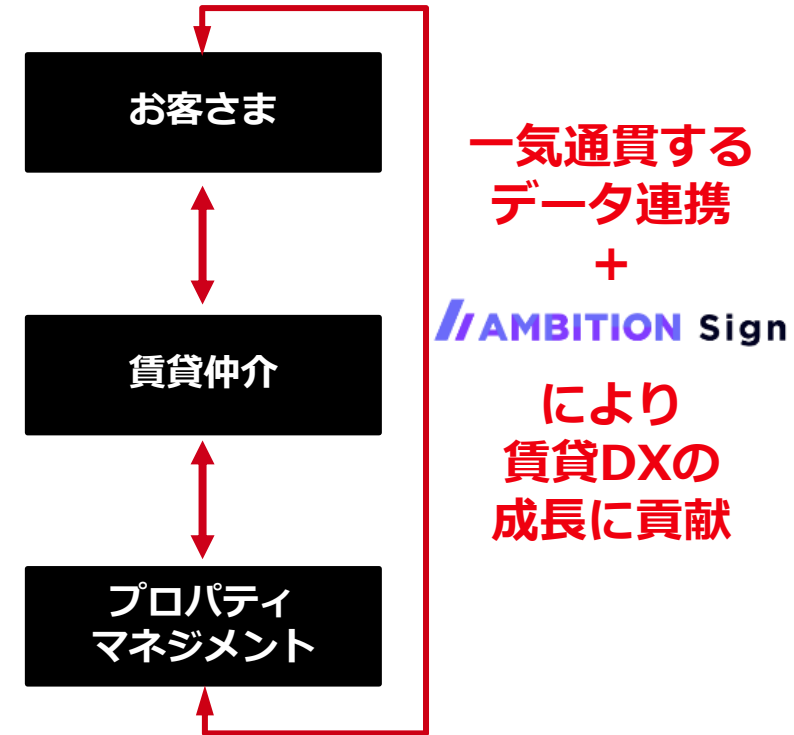 お客さま
賃貸仲介
プロパティ
マネジメント
一気通貫する
データ連携
+
AMBITION Sign
により
賃貸DXの
成長に貢献